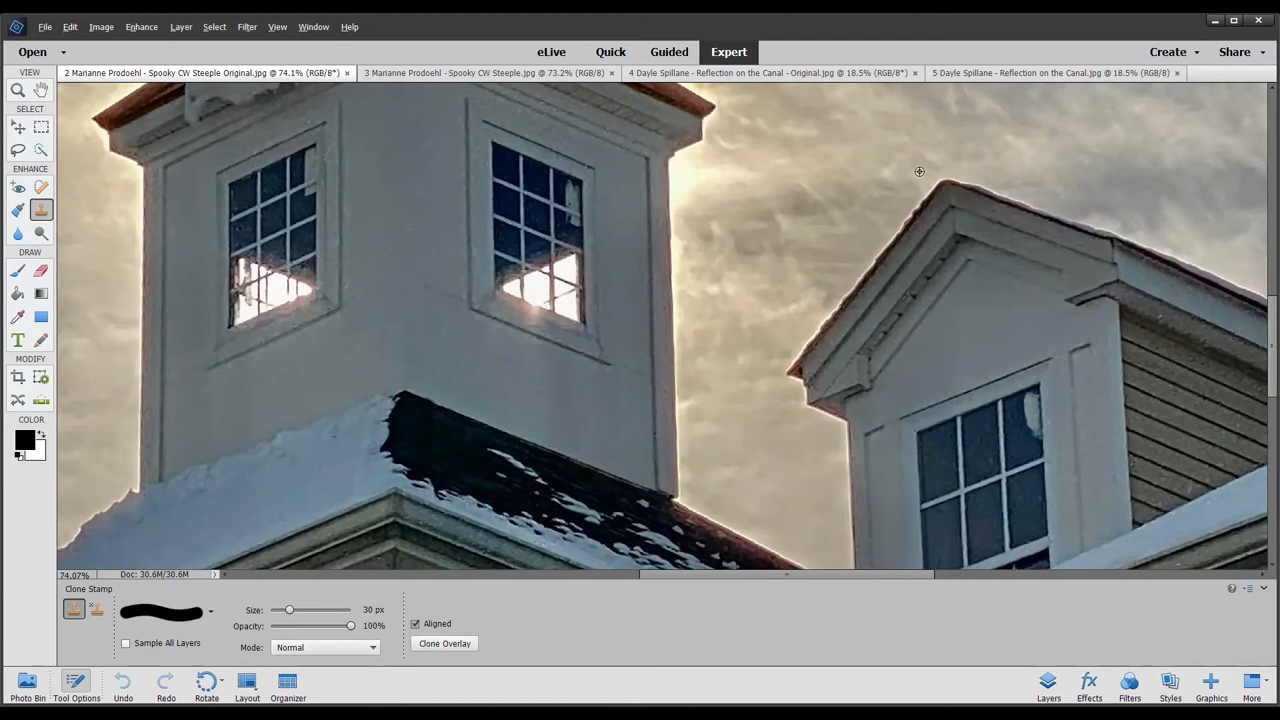 File Edit Image Enhance Layer Select Filter View Window Help
Open eLive Quick Guided Expert Create Share
VIEW 2 Marianne Prodoehl - Spooky CW Steeple Original.jpg @ 74.1% (RGB/8*) × 3 Marianne Prodoehl - Spooky CW Steeple.jpg @ 73.2% (RGB/8) × 4 Dayle Spillane - Reflection on the Canal - Original.jpg @ 18.5% (RGB/8*) × 5 Dayle Spillane - Reflection on the Canal.jpg @ 18.5% (RGB/8) ×
SELECT
ENHANCE
DRAW
MODIFY
COLOR
74.07% Doc: 30.6M/30.6M
Clone Stamp
Size: 30 px
Opacity: 100%
Aligned
Sample All Layers
Mode: Normal
Clone Overlay
Photo Bin Tool Options Undo Redo Rotate Layout Organizer Layers Effects Filters Styles Graphics More